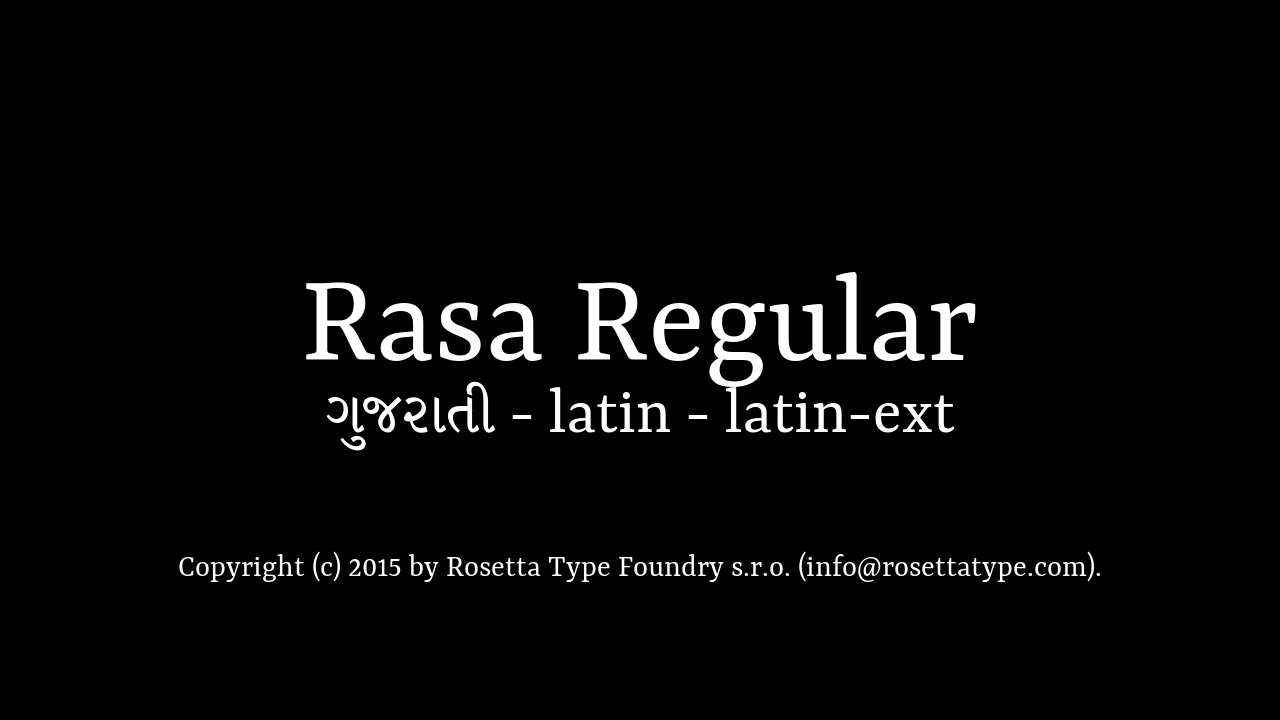 Rasa Regular
ગુજરાતી - latin - latin-ext
Copyright (c) 2015 by Rosetta Type Foundry s.r.o. (info@rosettatype.com).